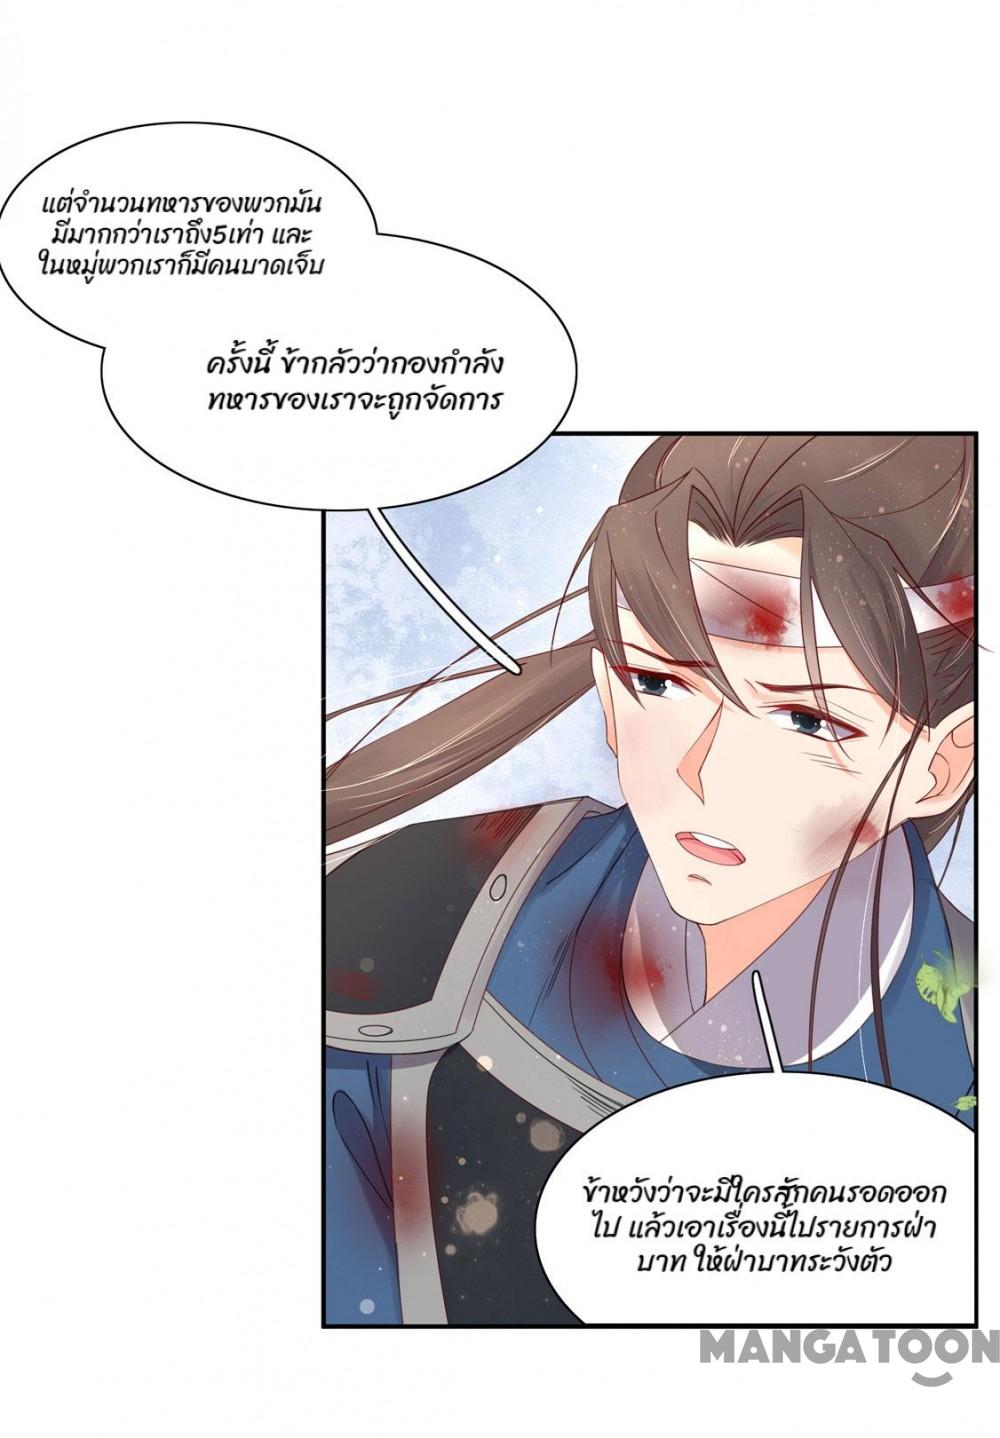 แต่จำนวนทหารของพวกมัน
มีมากกว่าเราถึง5เท่า และ
ในหมู่พวกเราก็มีคนบาดเจ็บ
ครั้งนี้ ข้ากลัวว่ากองกำลัง
ทหารของเราจะถูกจัดการ
ข้าหวังว่าจะมีใครสักคนรอดออก
ไป แล้วเอาเรื่องนี้ไปรายการฝ่า
บาท ให้ฝ่าบาทระวังตัว
MANGATOON